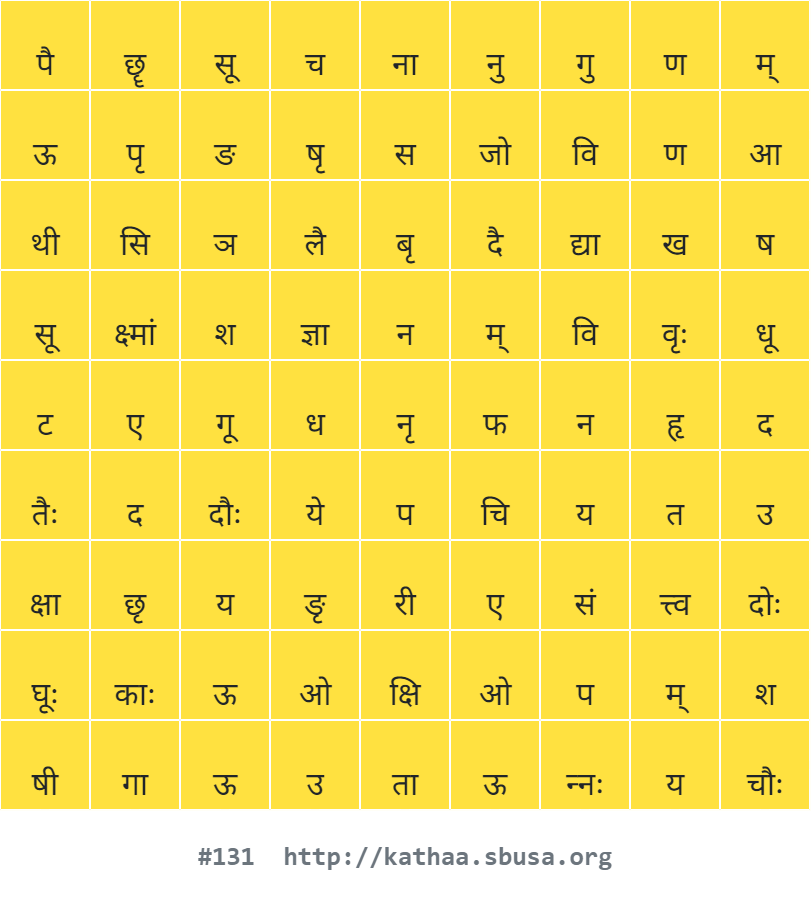 पै छॄ सू च ना नु गु ण म्
ऊ पृ ङ षृ स जो वि ण आ
थी सि ञ लै बृ दै द्या ख ष
सू क्ष्मां श ज्ञा न म् वि वृः धू
ट ए गू ध नृ फ न हृ द
तैः द दौः ये प चि य त उ
क्षा छृ य ङृ री ए सं त्त्व दोः
घूः काः ऊ ओ क्षि ओ प म् श
षी गा ऊ उ ता ऊ न्नः य चौः
#131 http://kathaa.sbusa.org